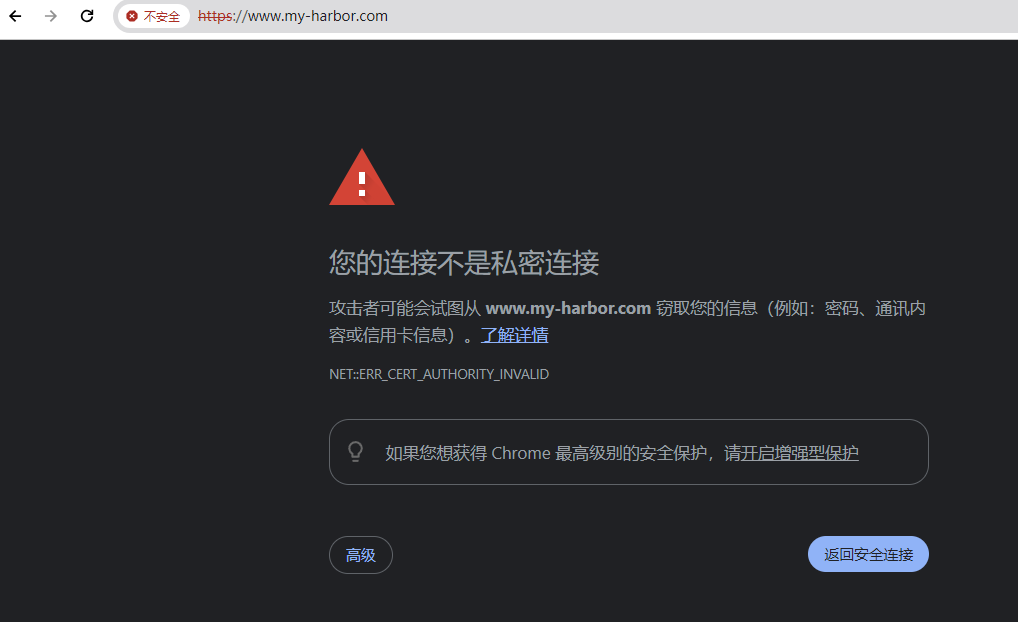 不安全 https://www.my-harbor.com
您的连接不是私密连接
攻击者可能会试图从 www.my-harbor.com 窃取您的信息（例如：密码、通讯内
容或信用卡信息）。了解详情
NET::ERR_CERT_AUTHORITY_INVALID
如果您想获得 Chrome 最高级别的安全保护，请开启增强型保护
高级
返回安全连接